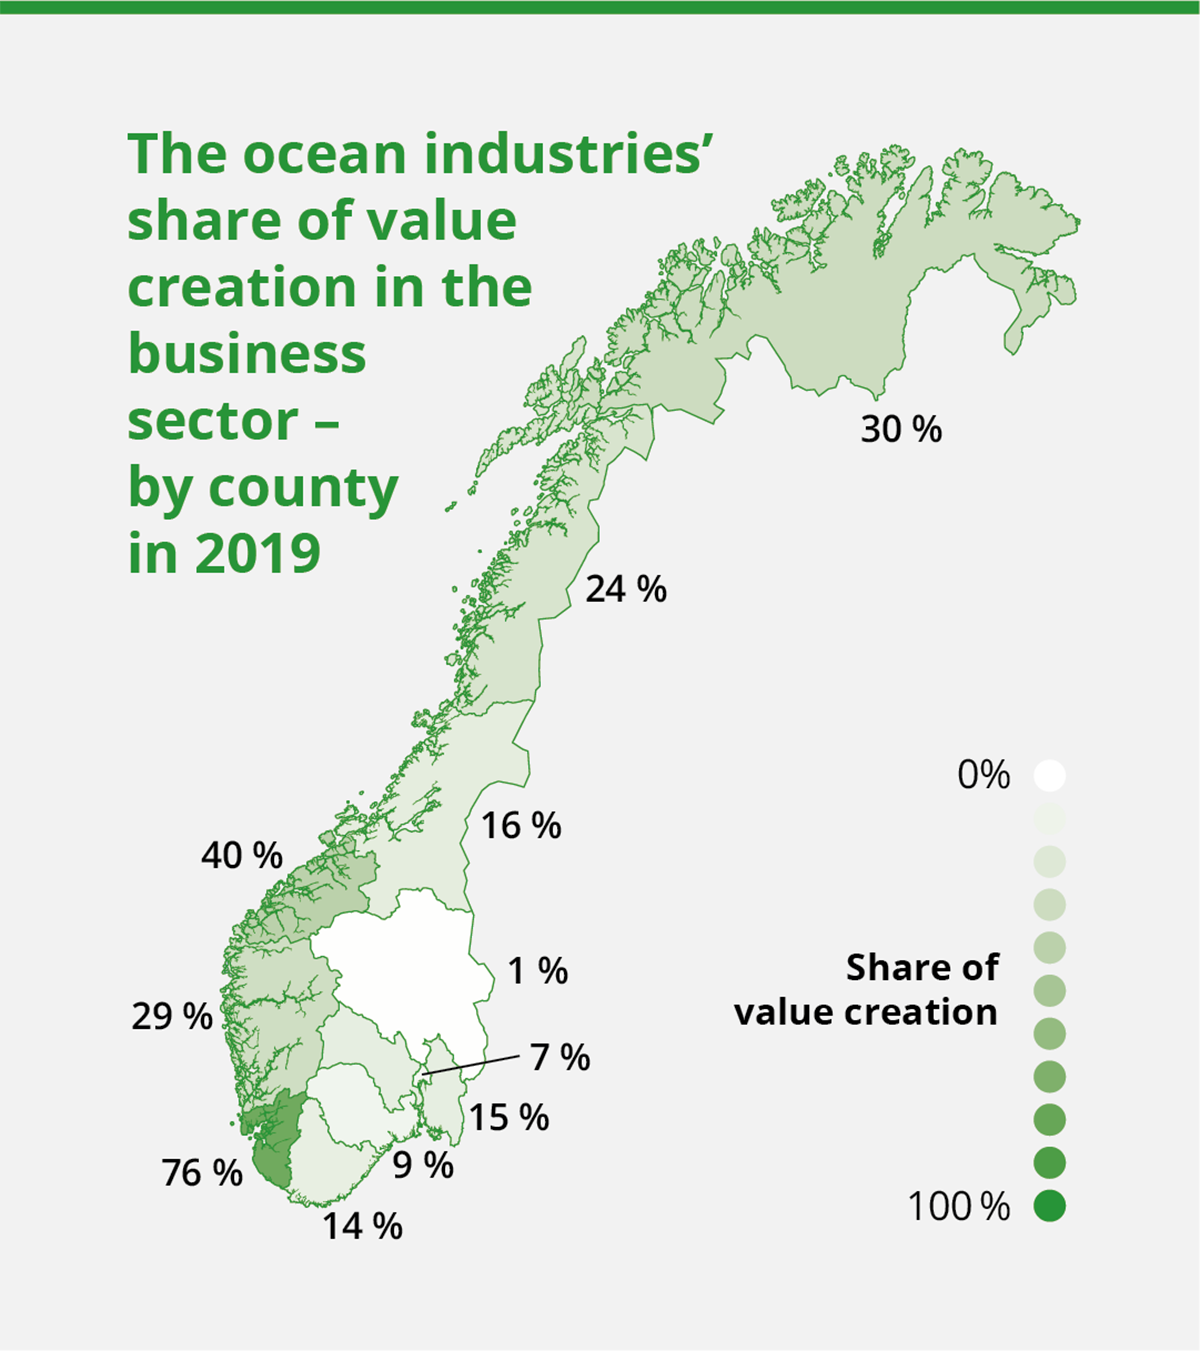 The ocean industries’
share of value
creation in the
business
sector –
by county
in 2019
30 %
24 %
16 %
40 %
1 %
29 %
7 %
15 %
9 %
76 %
14 %
0%
Share of
value creation
100 %